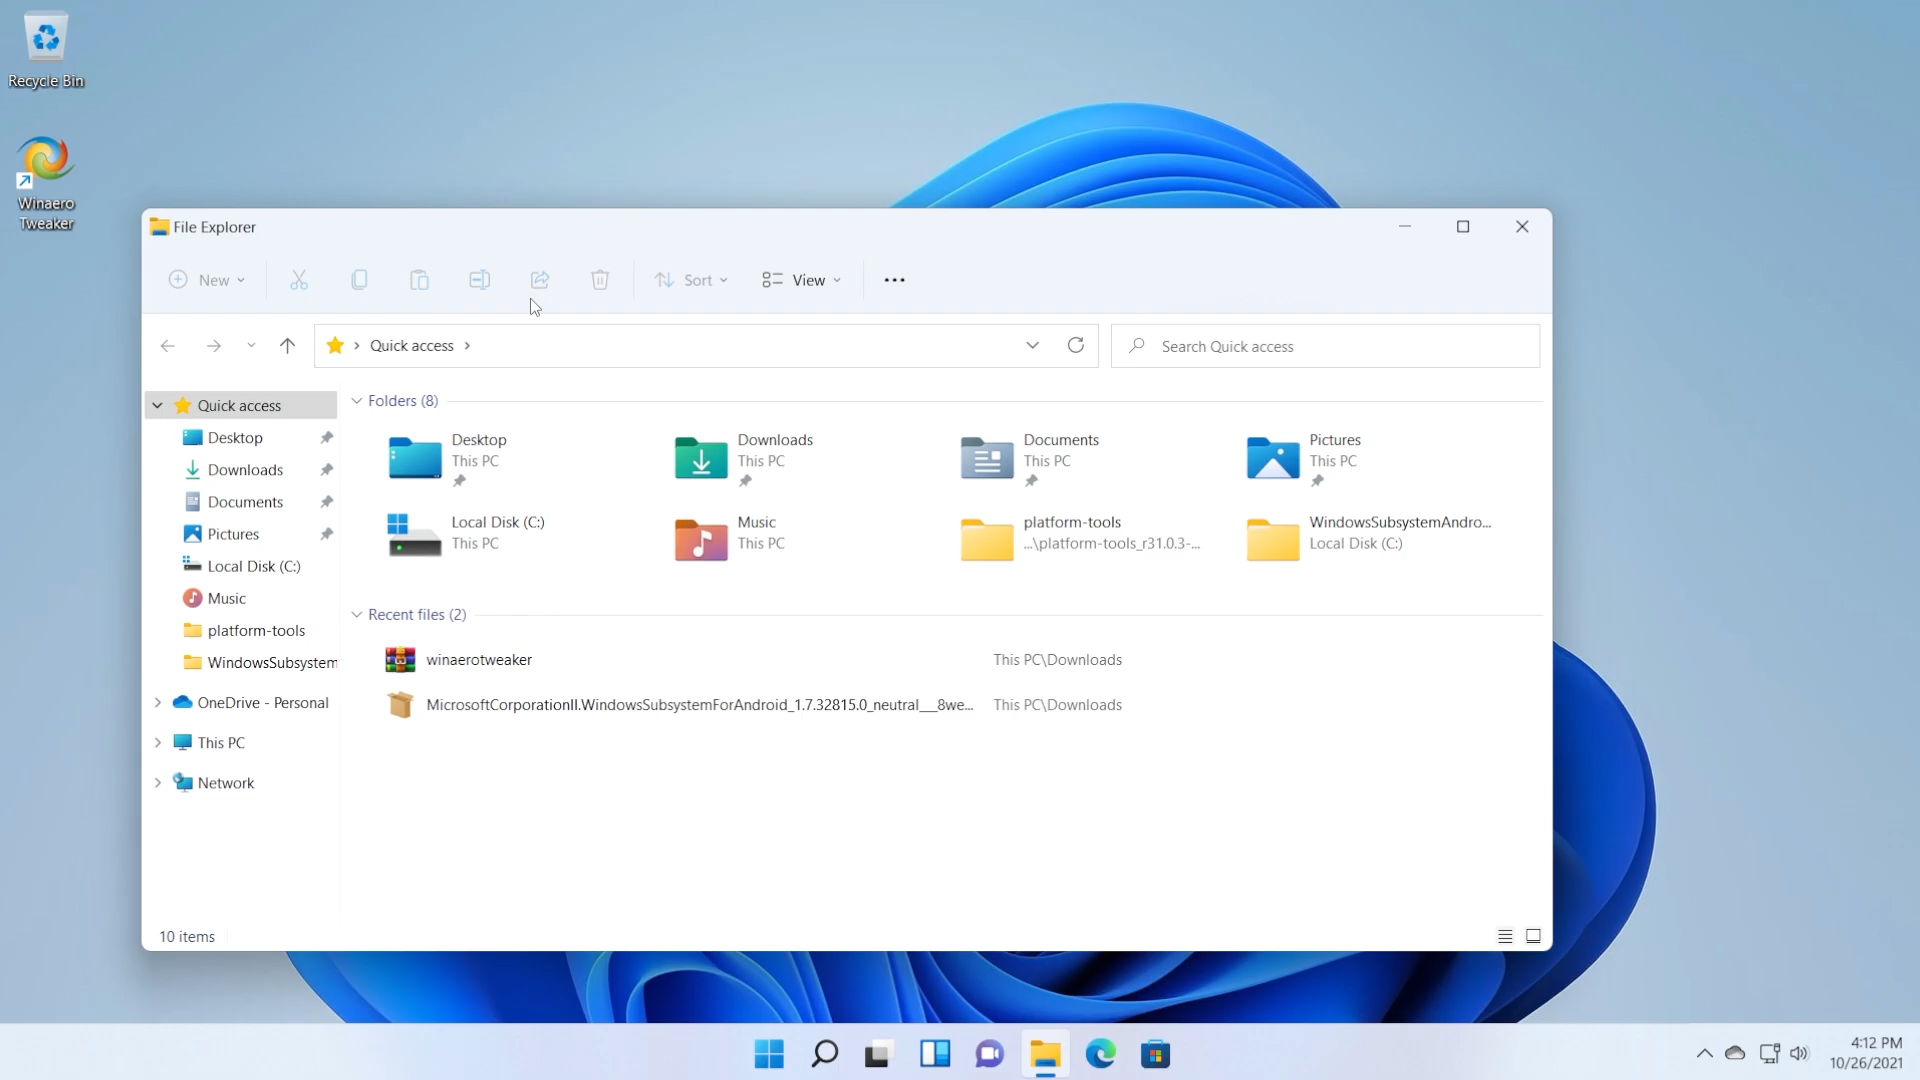 Recycle Bin
Winaero
Tweaker
File Explorer
New
Sort
View
Quick access
Search Quick access
Quick access
Desktop
Downloads
Documents
Pictures
Local Disk (C:)
Music
platform-tools
WindowsSubsystem
OneDrive - Personal
This PC
Network
Folders (8)
Desktop
This PC
Downloads
This PC
Documents
This PC
Pictures
This PC
Local Disk (C:)
This PC
Music
This PC
platform-tools
...\platform-tools_r31.0.3-...
WindowsSubsystemAndro...
Local Disk (C:)
Recent files (2)
winaerotweaker This PC\Downloads
MicrosoftCorporationII.WindowsSubsystemForAndroid_1.7.32815.0_neutral___8we... This PC\Downloads
10 items
4:12 PM
10/26/2021